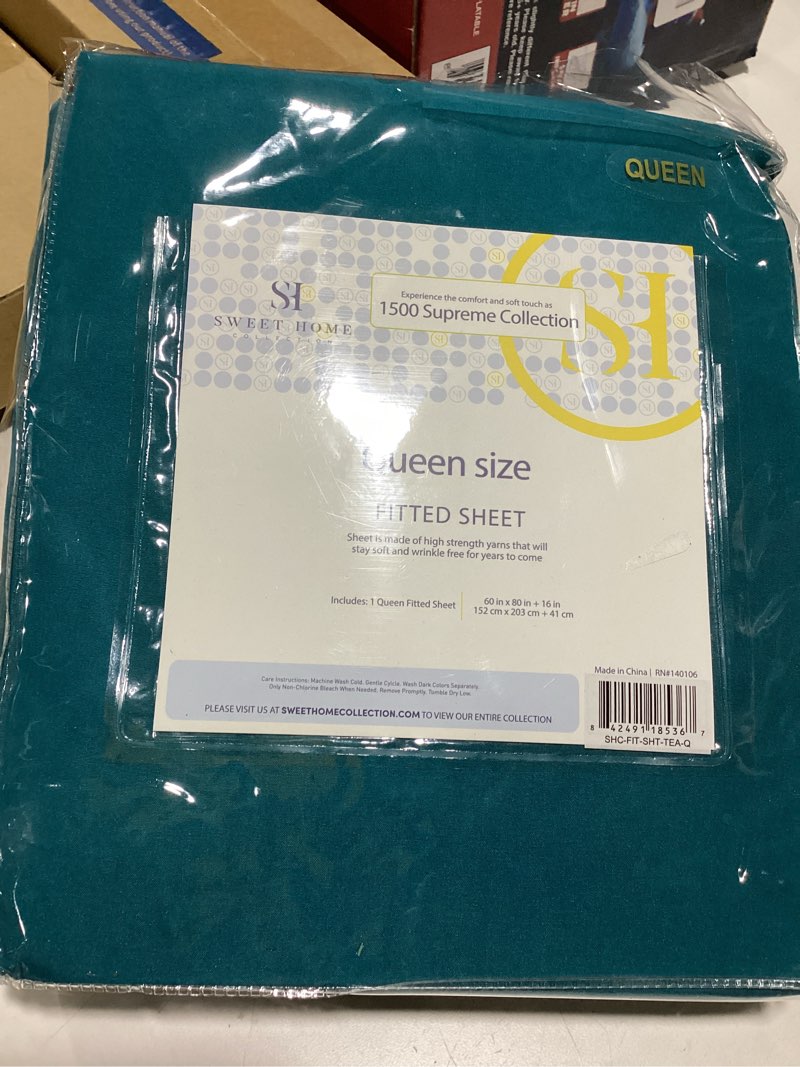 QUEEN
SH
SWEET HOME
COLLECTION
Experience the comfort and soft touch as
1500 Supreme Collection
SH
Queen size
FITTED SHEET
Sheet is made of high strength yarns that will
stay soft and wrinkle free for years to come
Includes: 1 Queen Fitted Sheet
60 in x 80 in + 16 in
152 cm x 203 cm + 41 cm
Made in China | RN#140106
Care Instructions: Machine Wash Cold. Gentle Cylcle. Wash Dark Colors Separately.
Only Non-Chlorine Bleach When Needed, Remove Promptly, Tomble Dry Low.
PLEASE VISIT US AT SWEETHOMECOLLECTION.COM TO VIEW OUR ENTIRE COLLECTION
8 42491 18536 7
SHC-FIT-SHT-TEA-Q